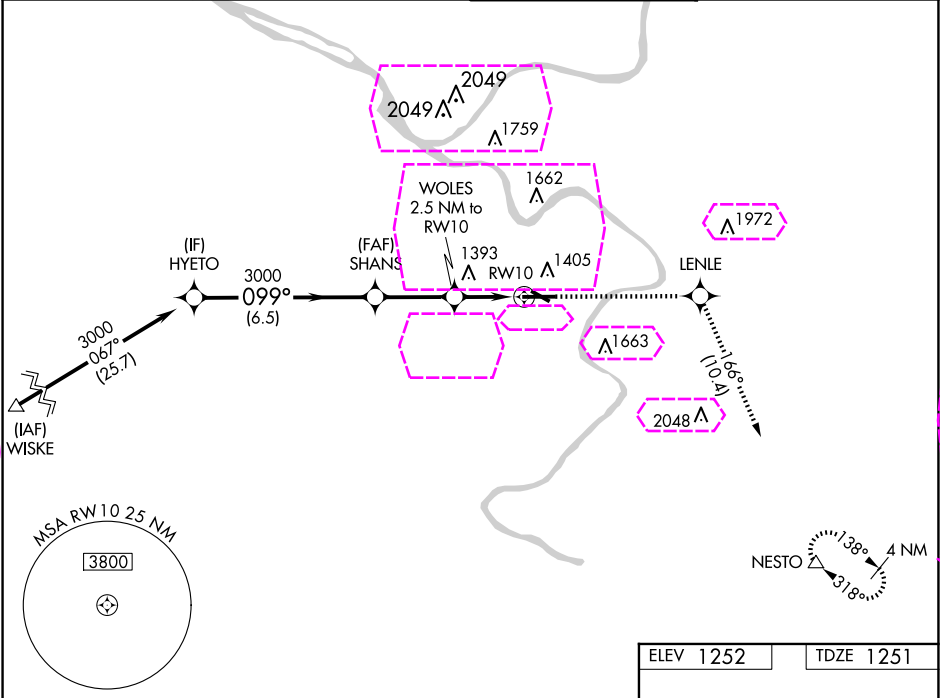 2049
2049
1759
1662
WOLES
2.5 NM to
RW10
1972
(IF)
HYETO
(FAF)
SHANS
1393
RW10
1405
LENLE
3000
099°
(6.5)
3000
067°
(25.7)
1663
166°
(10.4)
2048
(IAF)
WISKE
MSA RW10 25 NM
3800
NESTO
138°
318°
4 NM
ELEV 1252
TDZE 1251